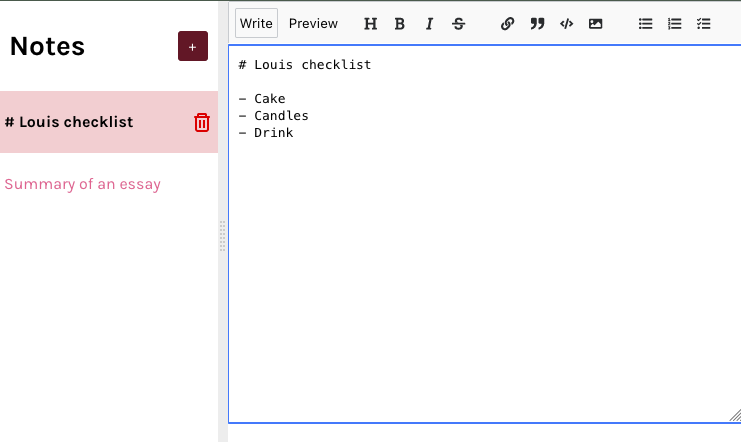 Notes
+
# Louis checklist
Summary of an essay
Write Preview H B I S
# Louis checklist
- Cake
- Candles
- Drink